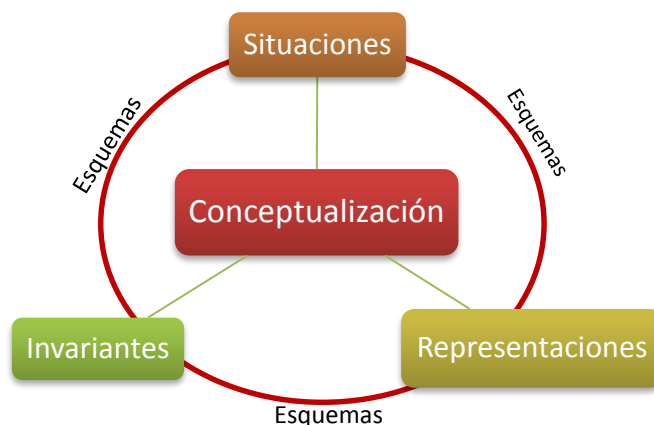 Situaciones
Esquemas
Esquemas
Conceptualización
Invariantes
Representaciones
Esquemas